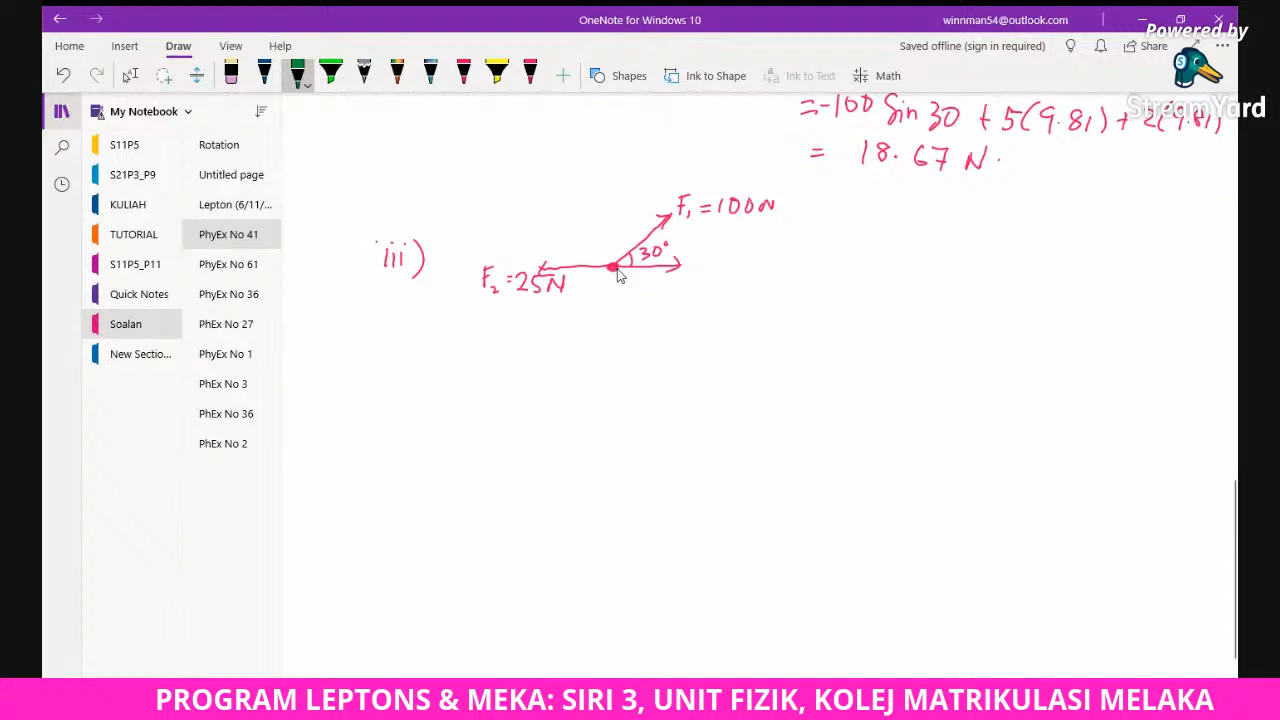 OneNote for Windows 10
winnman54@outlook.com
Powered by
StreamYard
Home Insert Draw View Help
Saved offline (sign in required)
Share
Shapes
Ink to Shape
Ink to Text
Math
My Notebook
S11P5
S21P3_P9
KULIAH
TUTORIAL
S11P5_P11
Quick Notes
Soalan
New Sectio...
Rotation
Untitled page
Lepton (6/11/...
PhyEx No 41
PhyEx No 61
PhyEx No 36
PhEx No 27
PhyEx No 1
PhEx No 3
PhEx No 36
PhEx No 2
= -100 Sin 30 + 5(9.81) + 2(9.81)
= 18.67 N.
iii)
F₁ = 100N
30°
F₂ = 25N
PROGRAM LEPTONS & MEKA: SIRI 3, UNIT FIZIK, KOLEJ MATRIKULASI MELAKA